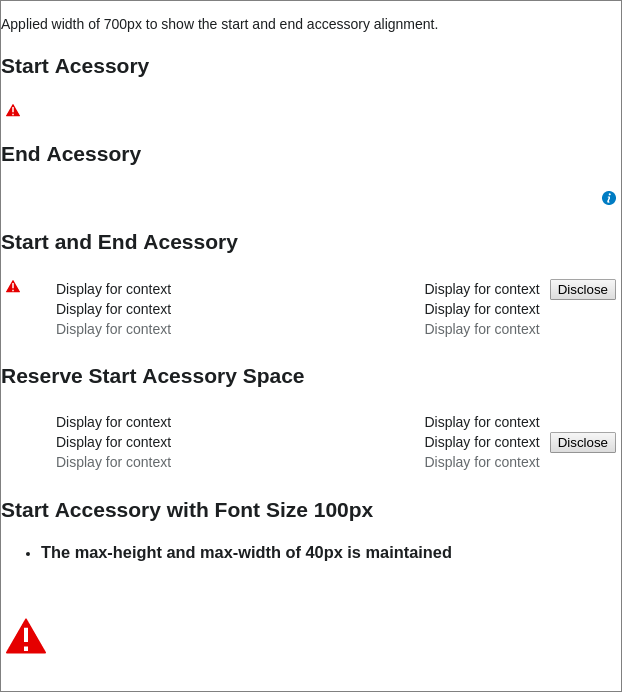 Applied width of 700px to show the start and end accessory alignment.
Start Acessory
End Acessory
Start and End Acessory
Display for context Display for context Disclose
Display for context Display for context
Display for context Display for context
Reserve Start Acessory Space
Display for context Display for context
Display for context Display for context Disclose
Display for context Display for context
Start Accessory with Font Size 100px
• The max-height and max-width of 40px is maintained